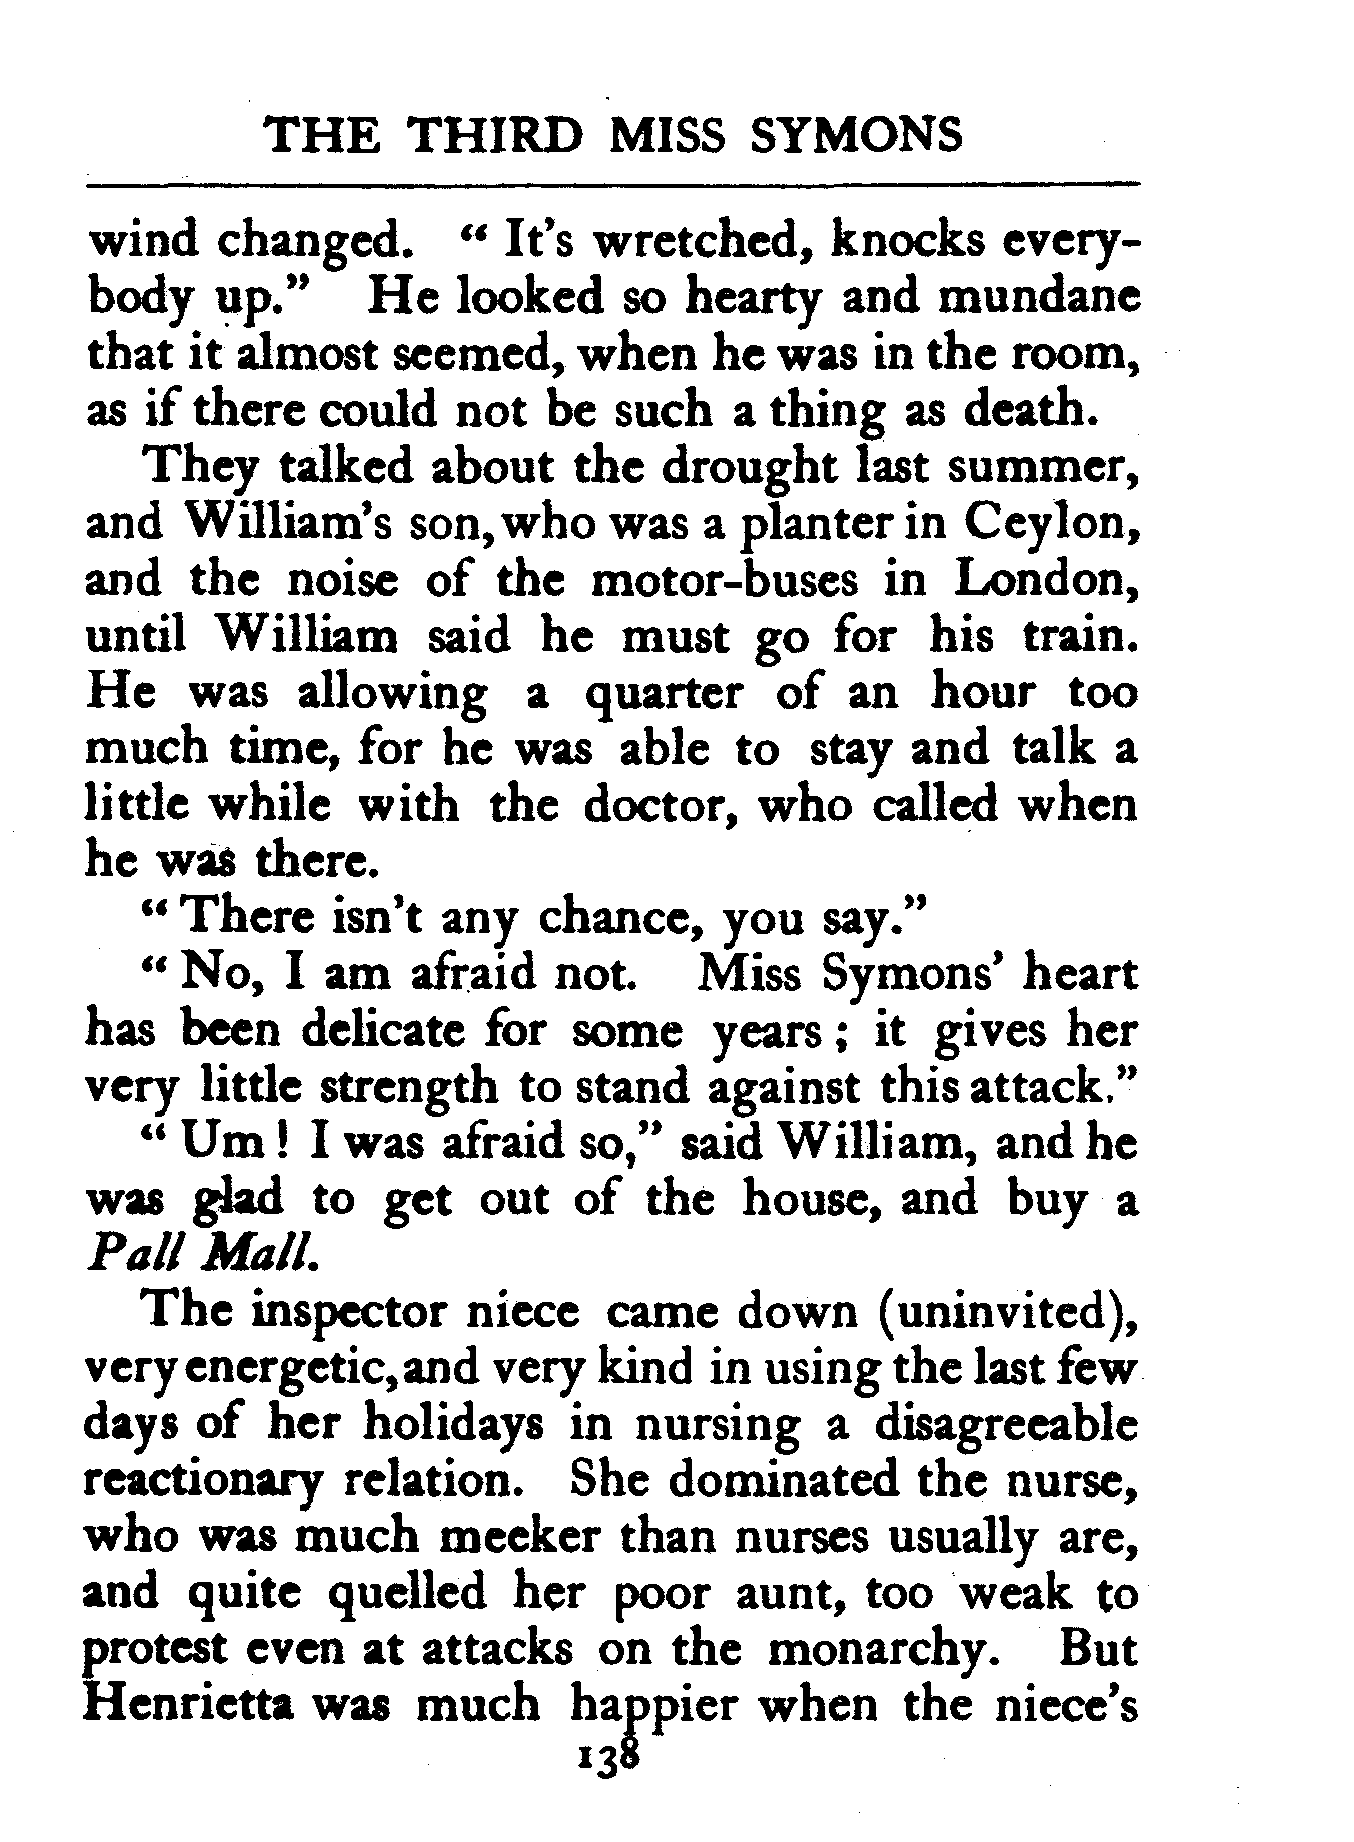 THE THIRD MISS SYMONS
wind changed. “ It’s wretched, knocks every-
body up.” He looked so hearty and mundane
that it almost seemed, when he was in the room,
as if there could not be such a thing as death.
They talked about the drought last summer,
and William’s son, who was a planter in Ceylon,
and the noise of the motor-buses in London,
until William said he must go for his train.
He was allowing a quarter of an hour too
much time, for he was able to stay and talk a
little while with the doctor, who called when
he was there.
“ There isn’t any chance, you say.”
“ No, I am afraid not. Miss Symons’ heart
has been delicate for some years ; it gives her
very little strength to stand against this attack.”
“ Um ! I was afraid so,” said William, and he
was glad to get out of the house, and buy a
Pall Mall.
The inspector niece came down (uninvited),
very energetic, and very kind in using the last few
days of her holidays in nursing a disagreeable
reactionary relation. She dominated the nurse,
who was much meeker than nurses usually are,
and quite quelled her poor aunt, too weak to
protest even at attacks on the monarchy. But
Henrietta was much happier when the niece’s
138